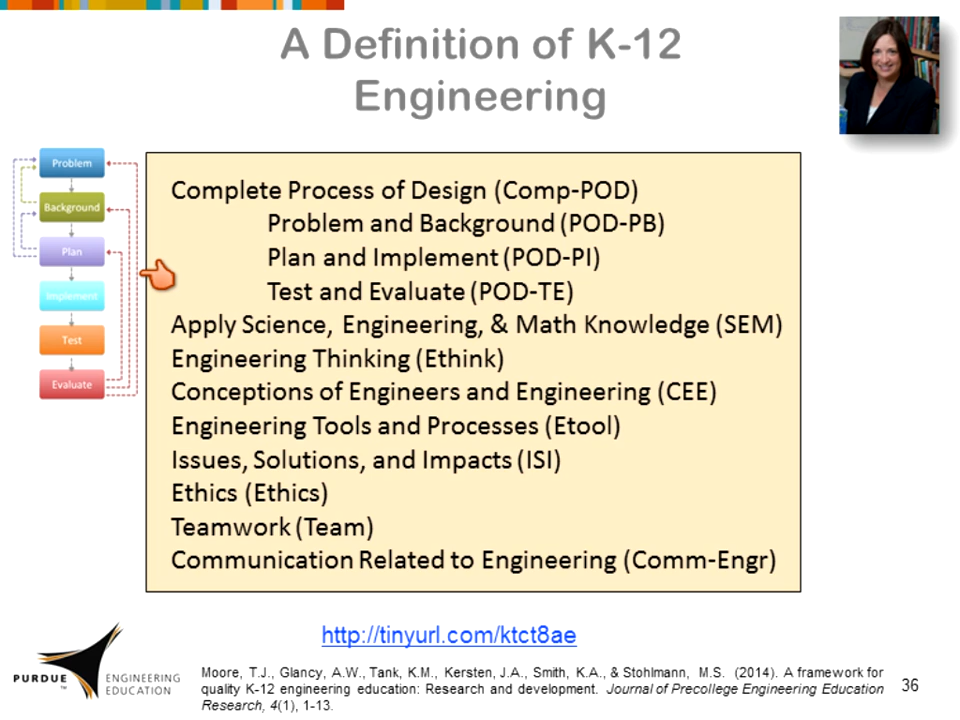 A Definition of K-12
Engineering
Problem
Background
Plan
Implement
Test
Evaluate
Complete Process of Design (Comp-POD)
Problem and Background (POD-PB)
Plan and Implement (POD-PI)
Test and Evaluate (POD-TE)
Apply Science, Engineering, & Math Knowledge (SEM)
Engineering Thinking (Ethink)
Conceptions of Engineers and Engineering (CEE)
Engineering Tools and Processes (Etool)
Issues, Solutions, and Impacts (ISI)
Ethics (Ethics)
Teamwork (Team)
Communication Related to Engineering (Comm-Engr)
http://tinyurl.com/ktct8ae
PURDUE
TM
ENGINEERING
EDUCATION
Moore, T.J., Glancy, A.W., Tank, K.M., Kersten, J.A., Smith, K.A., & Stohlmann, M.S. (2014). A framework for
quality K-12 engineering education: Research and development. Journal of Precollege Engineering Education
Research, 4(1), 1-13.
36